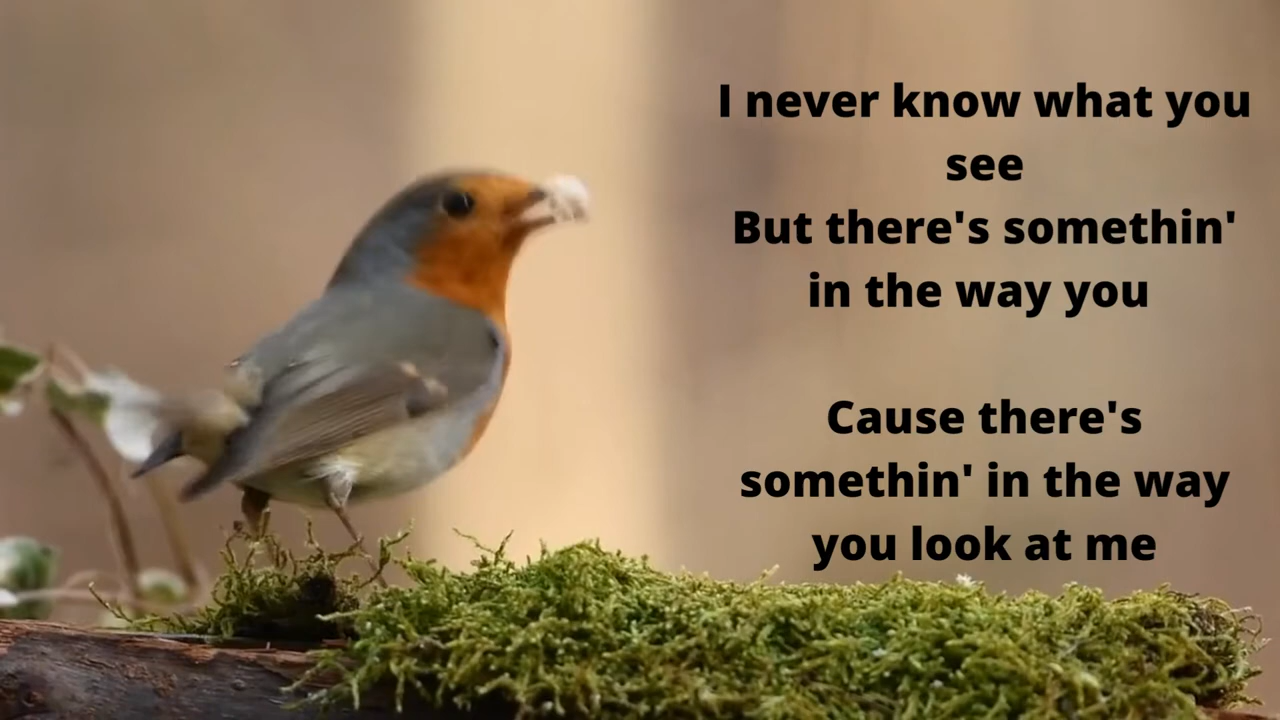 I never know what you
see
But there's somethin'
in the way you
Cause there's
somethin' in the way
you look at me